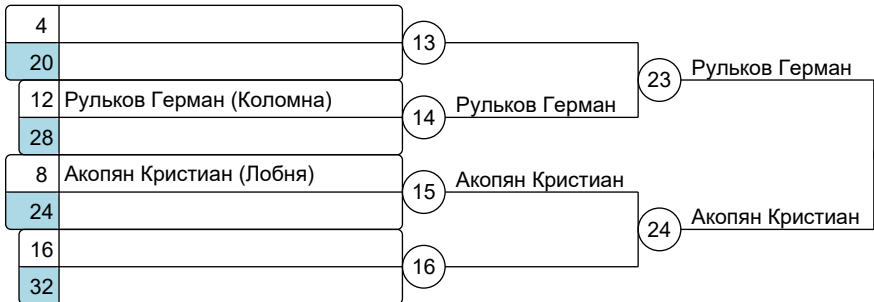 4
13
20
23 Рульков Герман
12 Рульков Герман (Коломна)
14 Рульков Герман
28
8 Акопян Кристиан (Лобня)
15 Акопян Кристиан
24
24 Акопян Кристиан
16
16
32